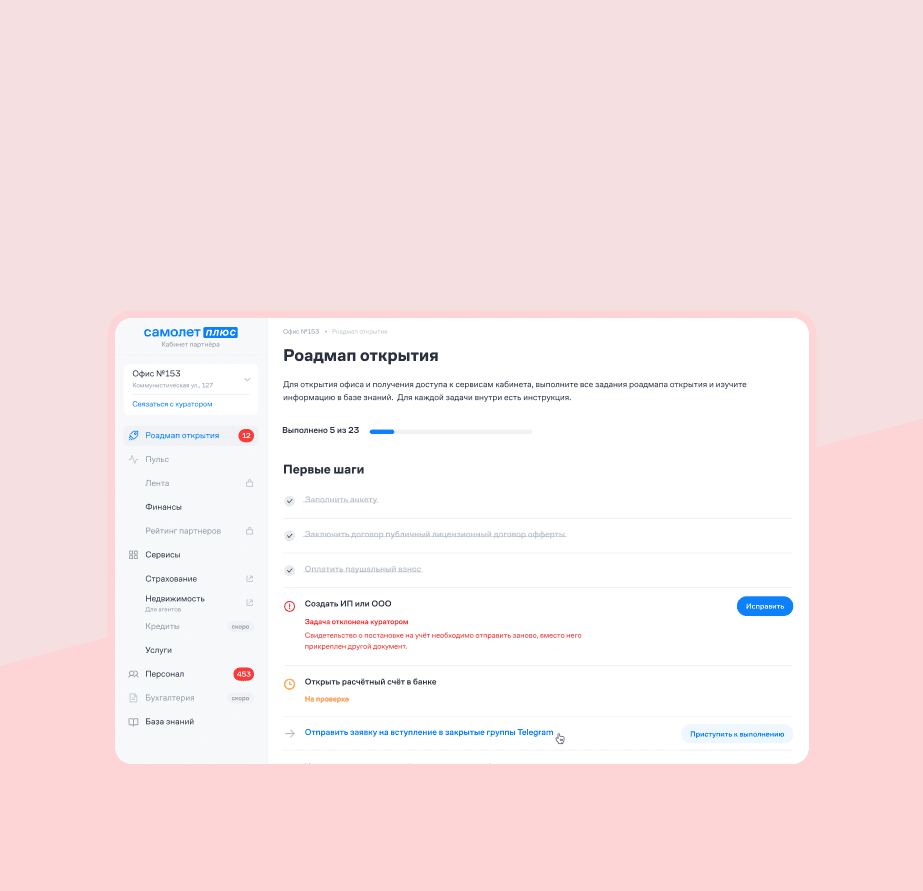 самолет плюс
Кабинет партнёра
Офис №153
Коммунистическая ул., 127
Связаться с куратором
Роадмап открытия 12
Пульс
Лента
Финансы
Рейтинг партнеров
Сервисы
Страхование
Недвижимость
Для агентов
Кредиты скоро
Услуги
Персонал 453
Бухгалтерия скоро
База знаний
Офис №153 • Роадмап открытия
Роадмап открытия
Для открытия офиса и получения доступа к сервисам кабинета, выполните все задания роадмапа открытия и изучите
информацию в базе знаний. Для каждой задачи внутри есть инструкция.
Выполнено 5 из 23
Первые шаги
Заполнить анкету
Заключить договор публичный лицензионный договор офферты.
Оплатить паушальный взнос
Создать ИП или ООО Исправить
Задача отклонена куратором
Свидетельство о постановке на учёт необходимо отправить заново, вместо него
прикреплен другой документ.
Открыть расчётный счёт в банке
На проверке
Отправить заявку на вступление в закрытые группы Telegram Приступить к выполнению